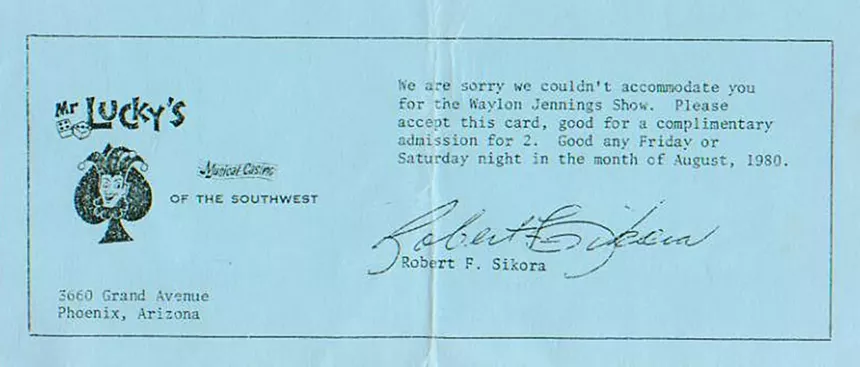 Mr LUCKY'S
Musical Casino
OF THE SOUTHWEST
3660 Grand Avenue
Phoenix, Arizona
We are sorry we couldn't accommodate you
for the Waylon Jennings Show. Please
accept this card, good for a complimentary
admission for 2. Good any Friday or
Saturday night in the month of August, 1980.
Robert F. Sikora
Robert F. Sikora